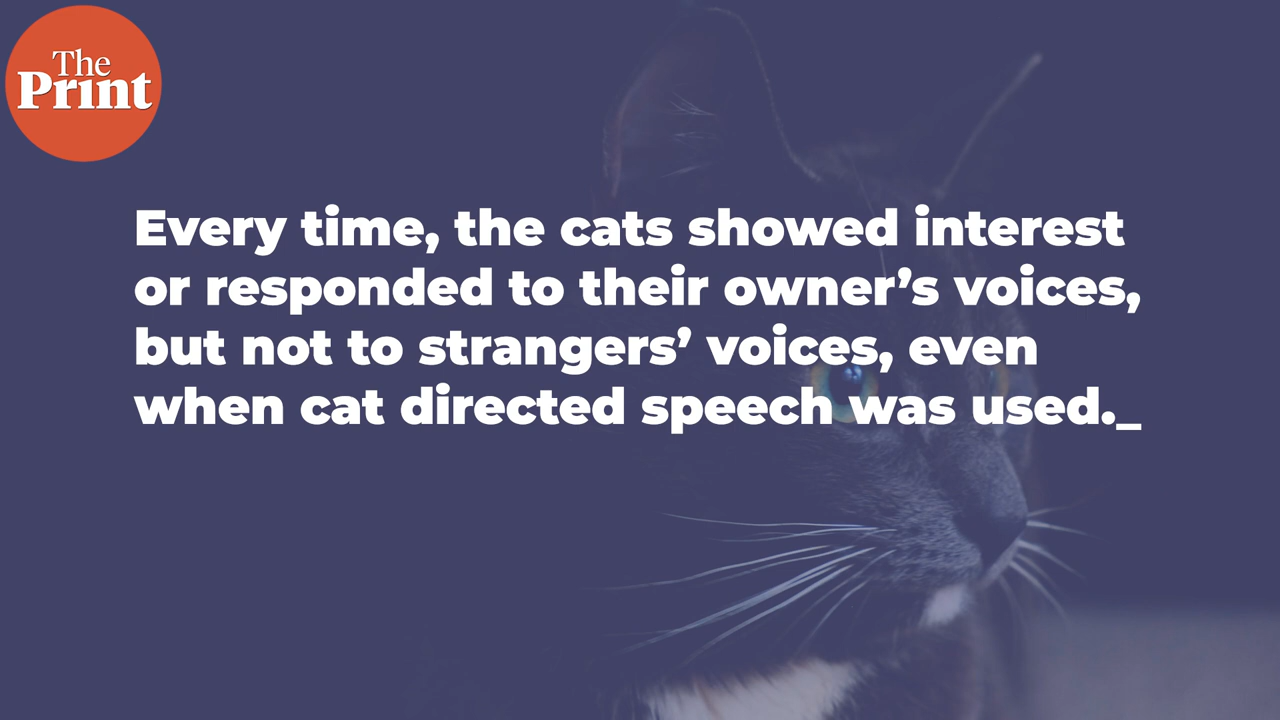 The
Print
Every time, the cats showed interest
or responded to their owner’s voices,
but not to strangers’ voices, even
when cat directed speech was used._